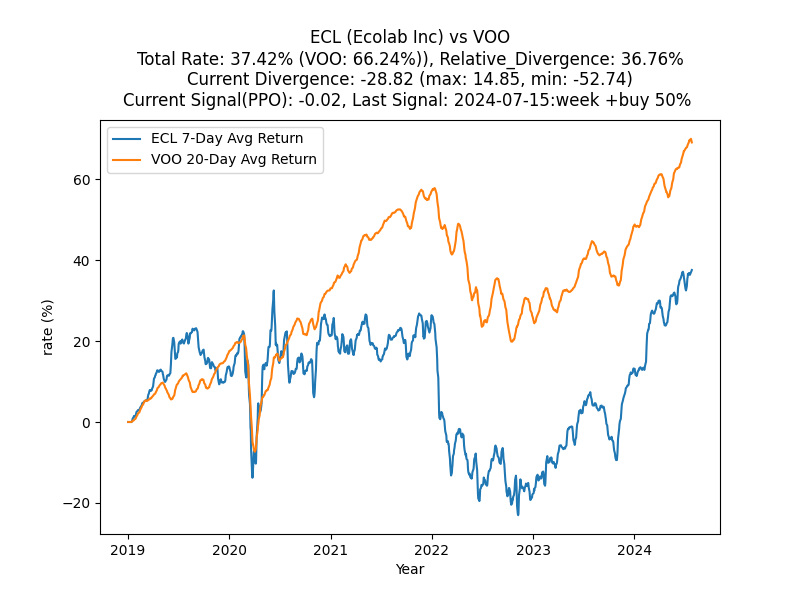 ECL (Ecolab Inc) vs VOO
Total Rate: 37.42% (VOO: 66.24%)), Relative_Divergence: 36.76%
Current Divergence: -28.82 (max: 14.85, min: -52.74)
Current Signal(PPO): -0.02, Last Signal: 2024-07-15:week +buy 50%
ECL 7-Day Avg Return
VOO 20-Day Avg Return
rate (%)
60
40
20
0
−20
2019 2020 2021 2022 2023 2024
Year